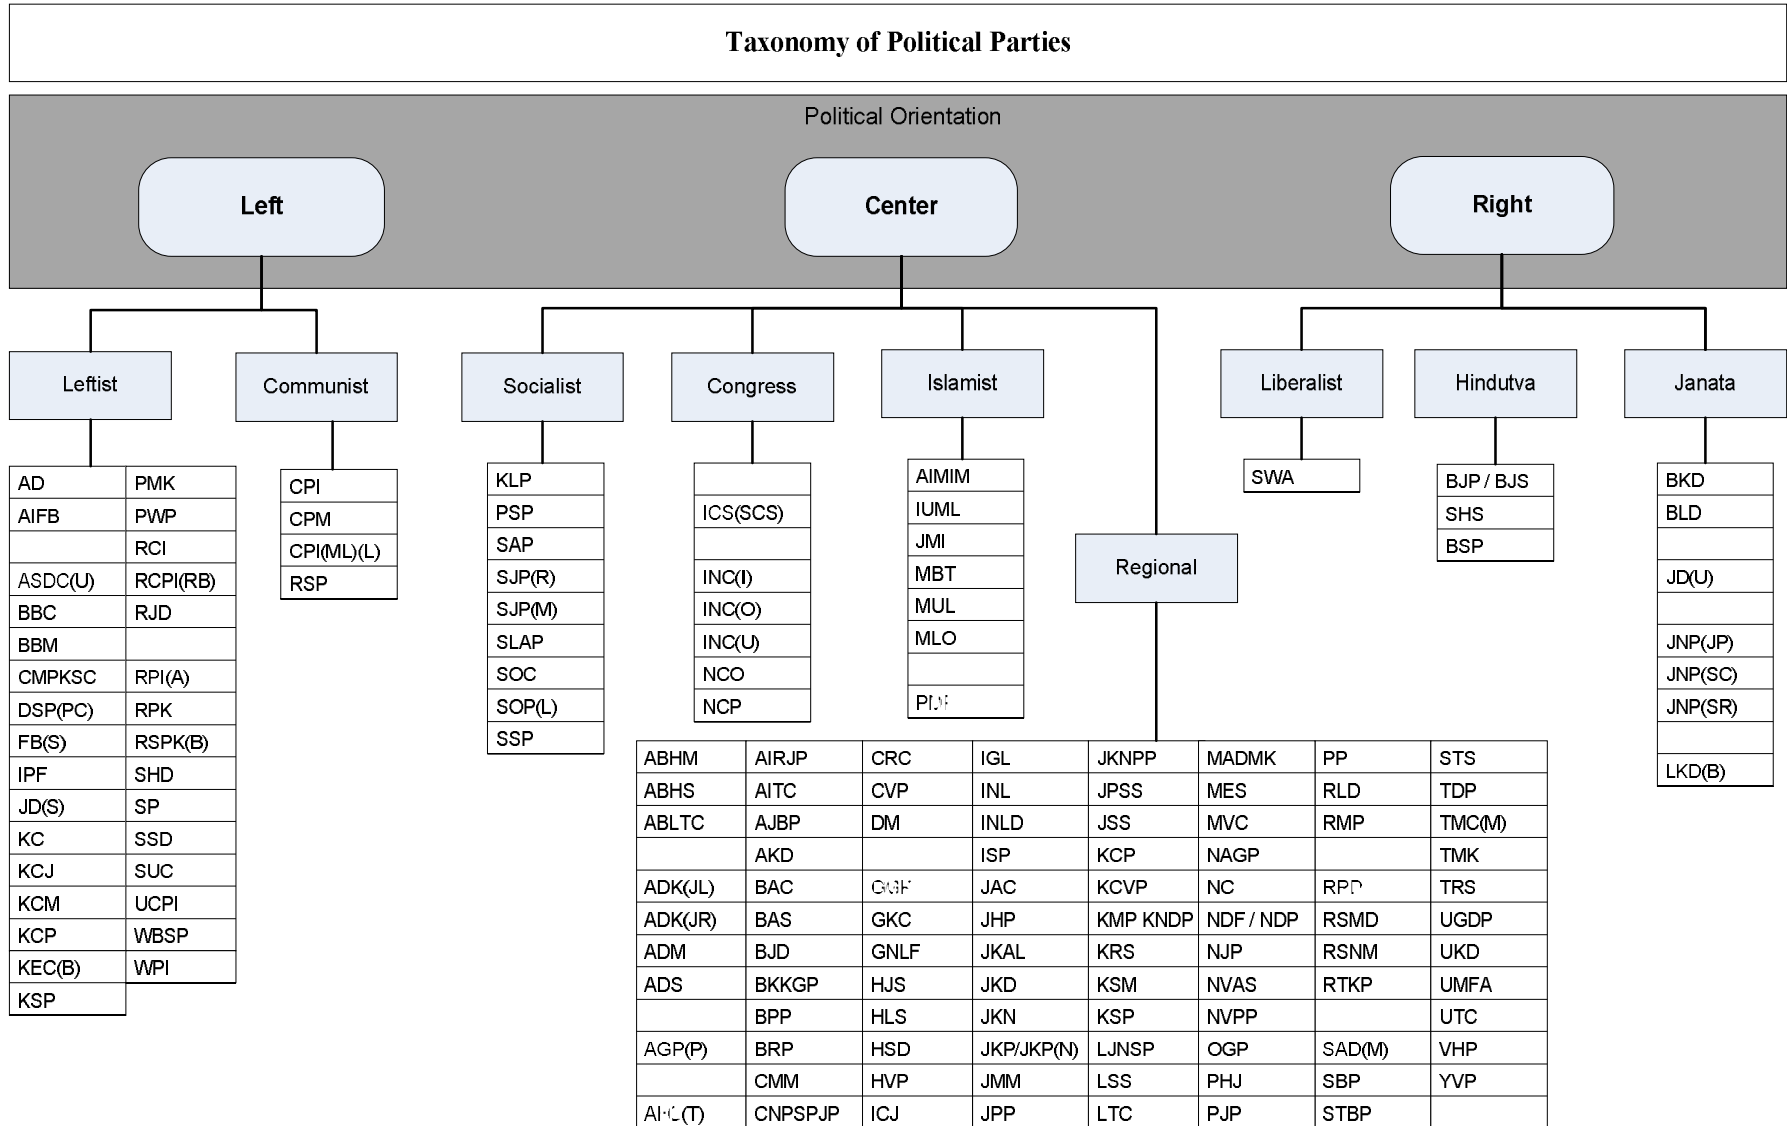 Taxonomy of Political Parties
Political Orientation
Left
Center
Right
Leftist
Communist
Socialist
Congress
Islamist
Regional
Liberalist
Hindutva
Janata
AD PMK
AIFB PWP
RCI
ASDC(U) RCPI(RB)
BBC RJD
BBM
CMPKSC RPI(A)
DSP(PC) RPK
FB(S) RSPK(B)
IPF SHD
JD(S) SP
KC SSD
KCJ SUC
KCM UCPI
KCP WBSP
KEC(B) WPI
KSP
CPI
CPM
CPI(ML)(L)
RSP
KLP
PSP
SAP
SJP(R)
SJP(M)
SLAP
SOC
SOP(L)
SSP
ICS(SCS)
INC(I)
INC(O)
INC(U)
NCO
NCP
AIMIM
IUML
JMI
MBT
MUL
MLO
SWA
BJP / BJS
SHS
BSP
BKD
BLD
JD(U)
JNP(JP)
JNP(SC)
JNP(SR)
LKD(B)
ABHM AIRJP CRC IGL JKNPP MADMK PP STS
ABHS AITC CVP INL JPSS MES RLD TDP
ABLTC AJBP DM INLD JSS MVC RMP TMC(M)
AKD ISP KCP NAGP TMK
ADK(JL) BAC JAC KCVP NC TRS
ADK(JR) BAS GKC JHP KMP KNDP NDF / NDP RSMD UGDP
ADM BJD GNLF JKAL KRS NJP RSNM UKD
ADS BKKGP HJS JKD KSM NVAS RTKP UMFA
BPP HLS JKN KSP NVPP UTC
AGP(P) BRP HSD JKP/JKP(N) LJNSP OGP SAD(M) VHP
CMM HVP JMM LSS PHJ SBP YVP
CNPSPJP ICJ JPP LTC PJP STBP